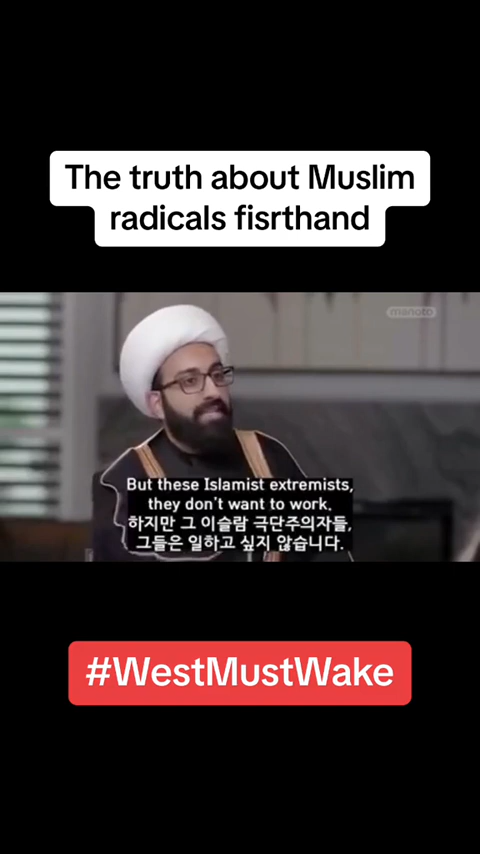 The truth about Muslim
radicals fisrthand
manoto
But these Islamist extremists,
they don't want to work.
하지만 그 이슬람 극단주의자들,
그들은 일하고 싶지 않습니다.
#WestMustWake